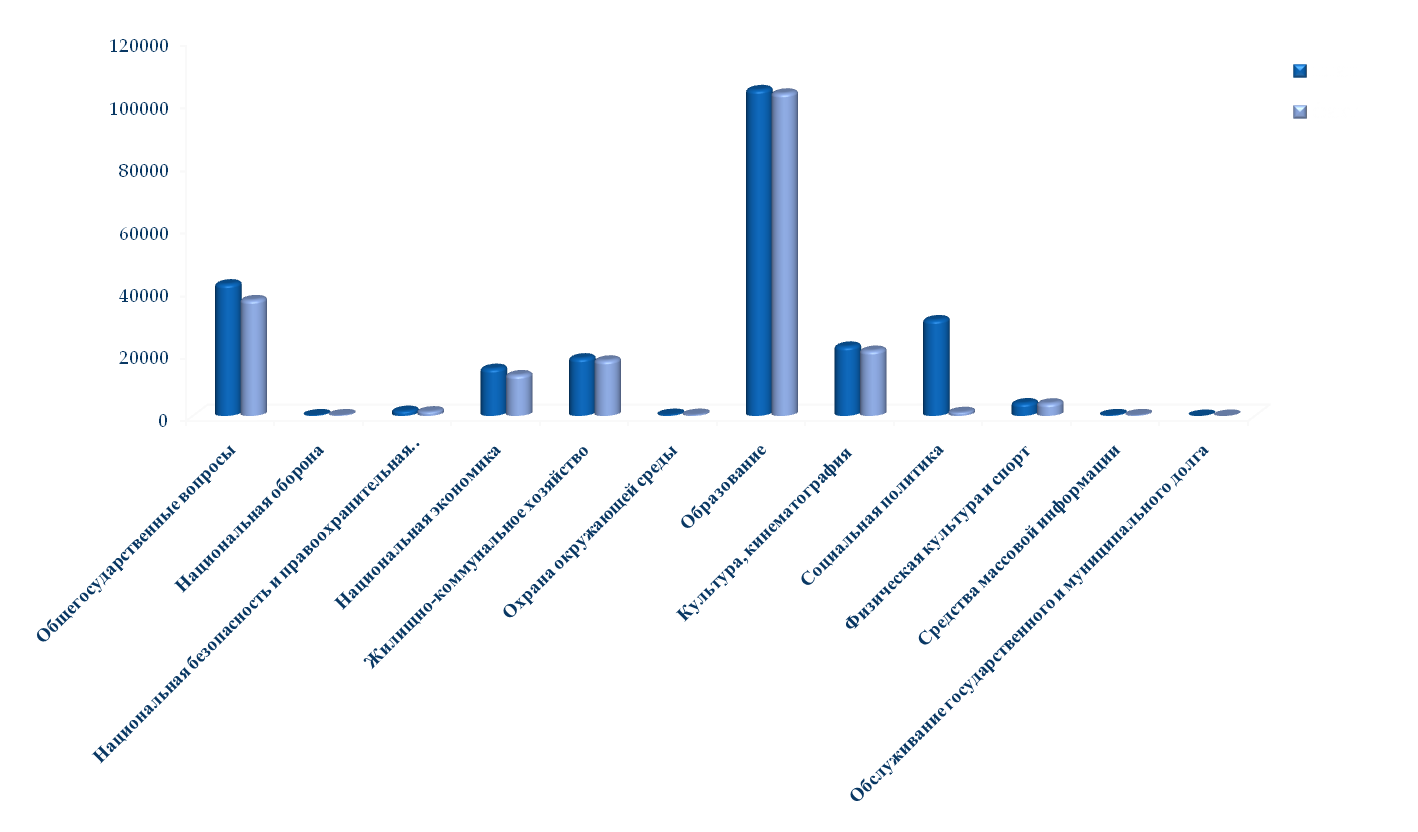 120000
100000
80000
60000
40000
20000
0
Общегосударственные вопросы
Национальная оборона
Национальная безопасность и правоохранительная..
Национальная экономика
Жилищно-коммунальное хозяйство
Охрана окружающей среды
Образование
Культура, кинематография
Социальная политика
Физическая культура и спорт
Средства массовой информации
Обслуживание государственного и муниципального долга